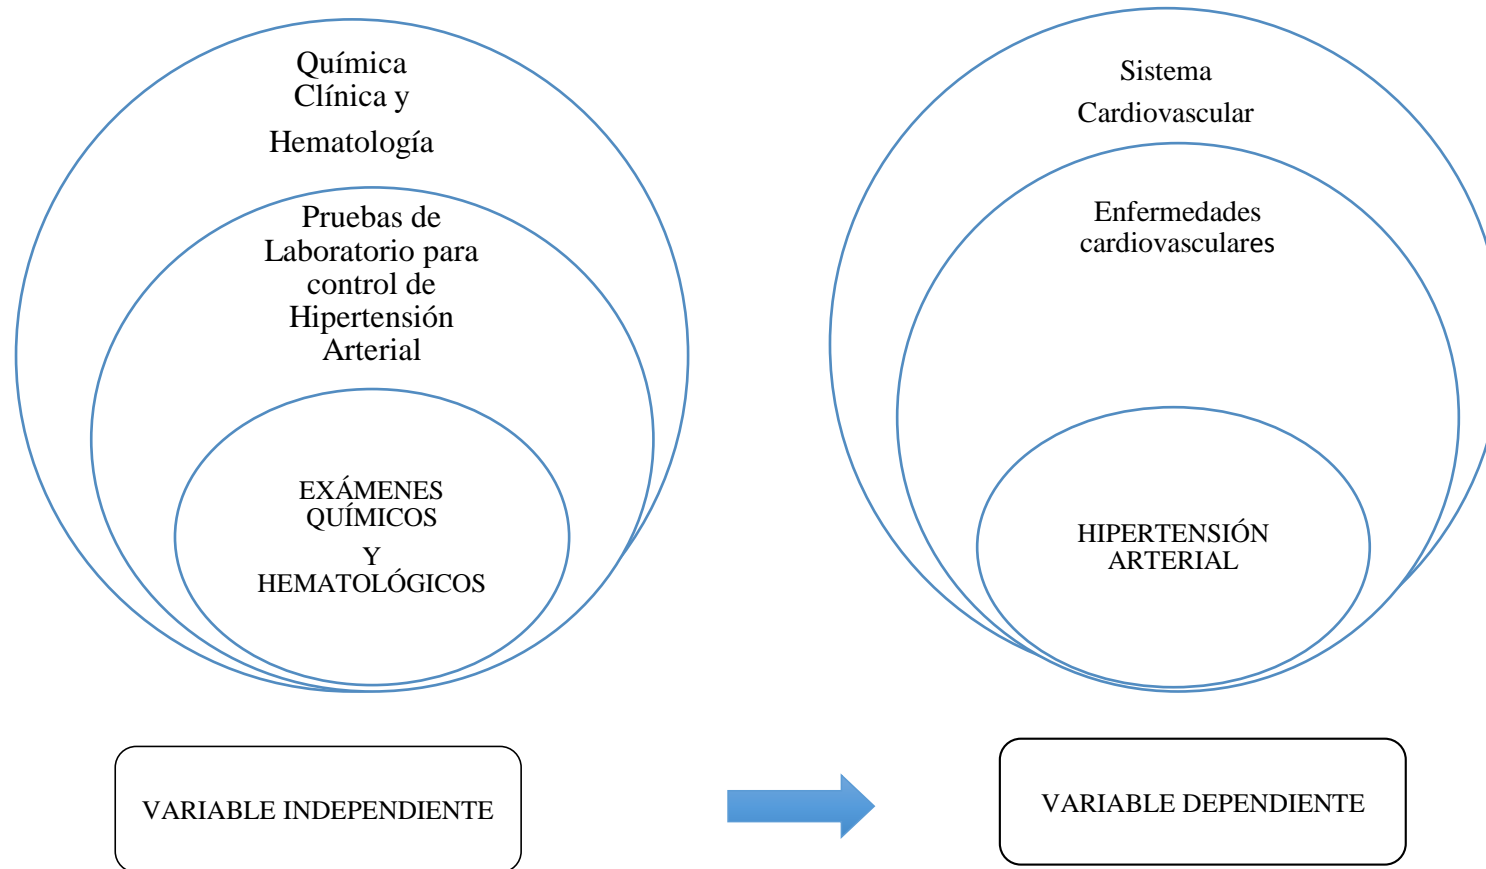 Química
Clínica y
Hematología
Pruebas de
Laboratorio para
control de
Hipertensión
Arterial
EXÁMENES
QUÍMICOS
Y
HEMATOLÓGICOS
VARIABLE INDEPENDIENTE
Sistema
Cardiovascular
Enfermedades
cardiovasculares
HIPERTENSIÓN
ARTERIAL
VARIABLE DEPENDIENTE